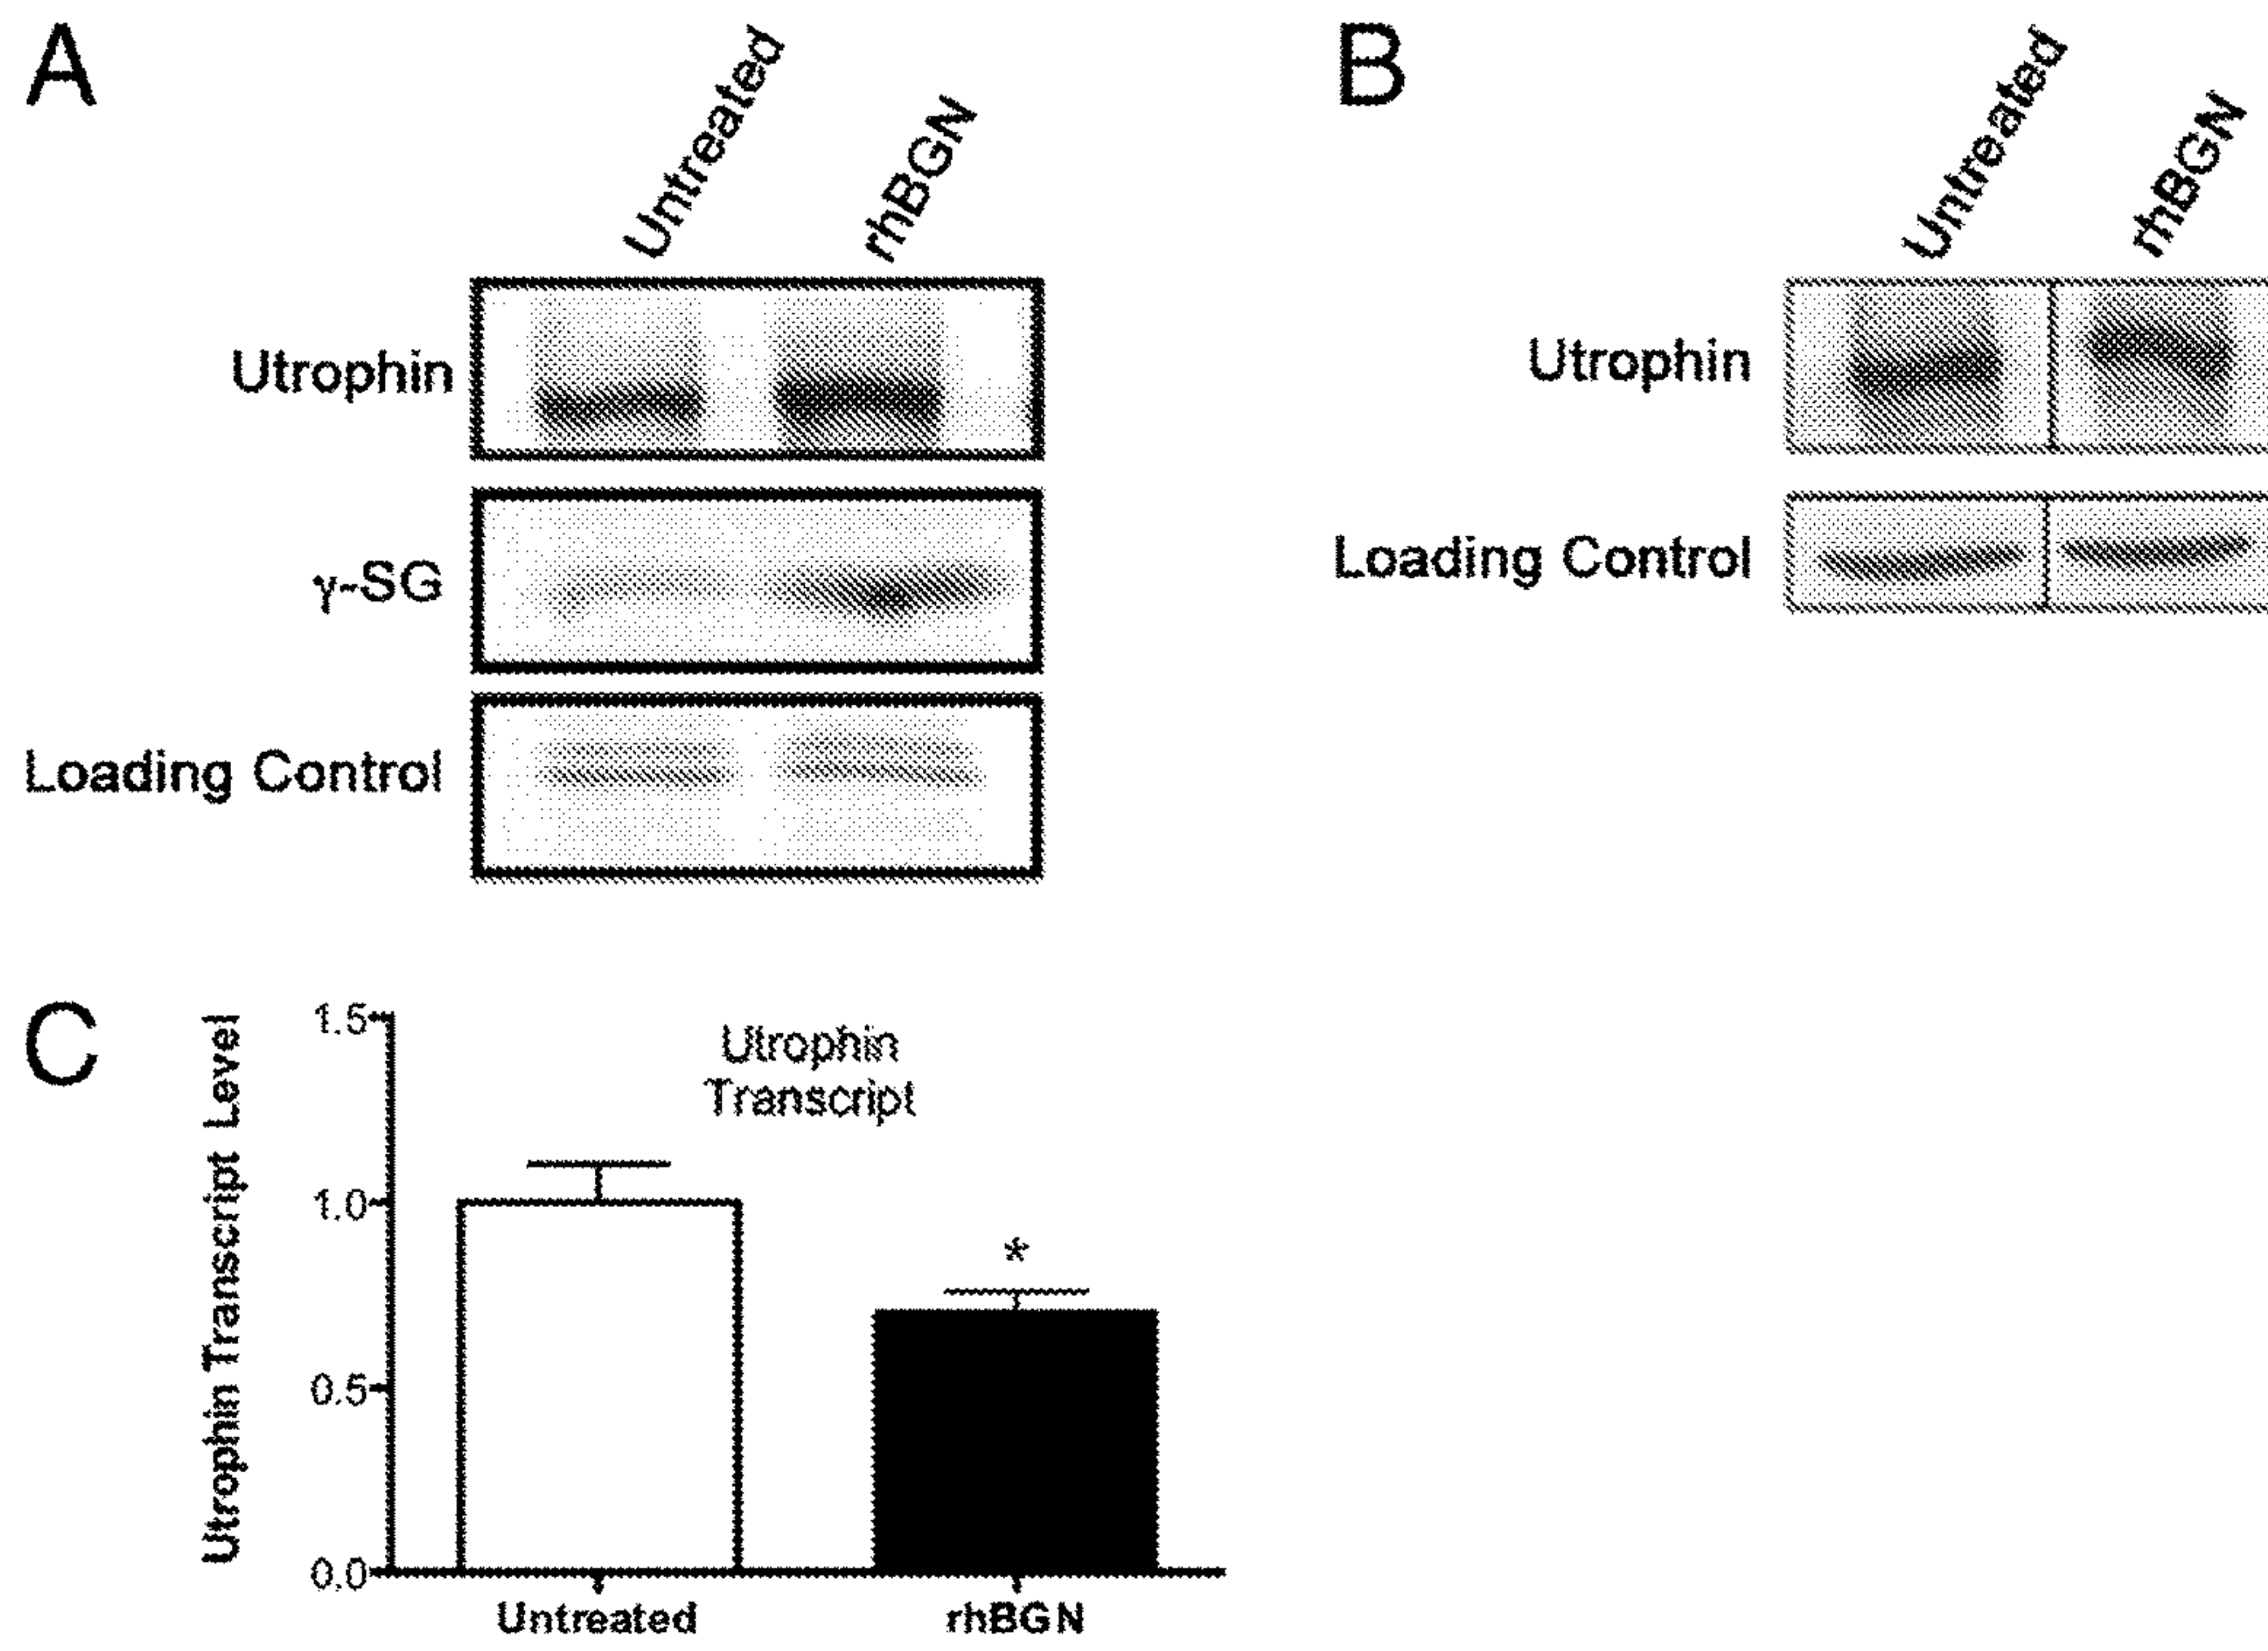 A
Untreated
rhBGN
Utrophin
γ-SG
Loading Control
B
Untreated
rhBGN
Utrophin
Loading Control
C
Utrophin Transcript Level
1.5
1.0
0.5
0.0
Utrophin
Transcript
*
Untreated
rhBGN